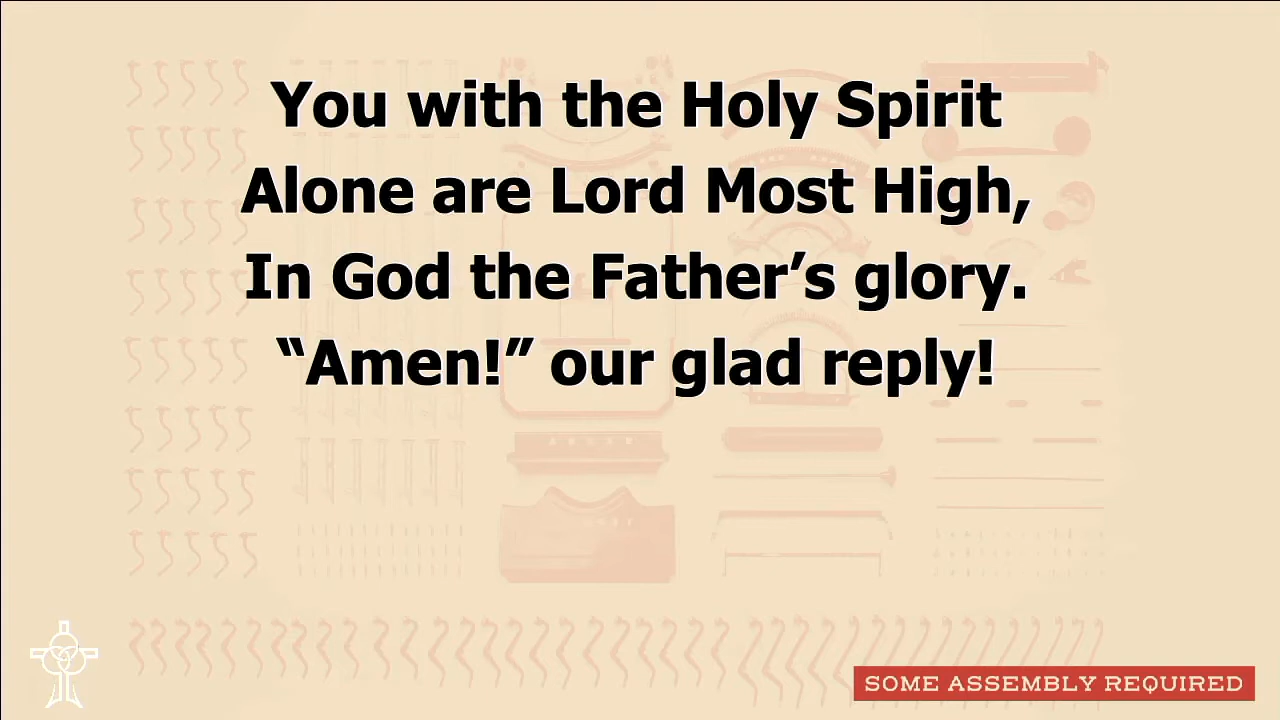 You with the Holy Spirit
Alone are Lord Most High,
In God the Father’s glory.
“Amen!” our glad reply!
SOME ASSEMBLY REQUIRED